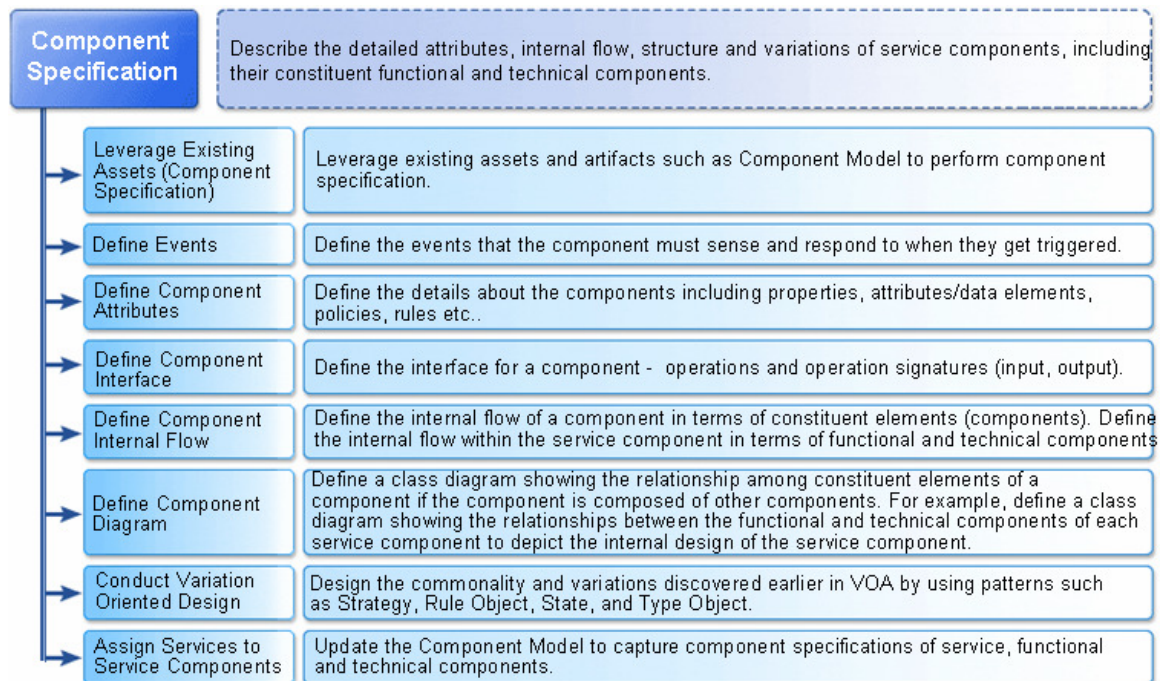 Component
Specification
Describe the detailed attributes, internal flow, structure and variations of service components, including
their constituent functional and technical components.
Leverage Existing
Assets (Component
Specification)
Leverage existing assets and artifacts such as Component Model to perform component
specification.
Define Events
Define the events that the component must sense and respond to when they get triggered.
Define Component
Attributes
Define the details about the components including properties, attributes/data elements,
policies, rules etc..
Define Component
Interface
Define the interface for a component - operations and operation signatures (input, output).
Define Component
Internal Flow
Define the internal flow of a component in terms of constituent elements (components). Define
the internal flow within the service component in terms of functional and technical components
Define Component
Diagram
Define a class diagram showing the relationship among constituent elements of a
component if the component is composed of other components. For example, define a class
diagram showing the relationships between the functional and technical components of each
service component to depict the internal design of the service component.
Conduct Variation
Oriented Design
Design the commonality and variations discovered earlier in VOA by using patterns such
as Strategy, Rule Object, State, and Type Object.
Assign Services to
Service Components
Update the Component Model to capture component specifications of service, functional
and technical components.